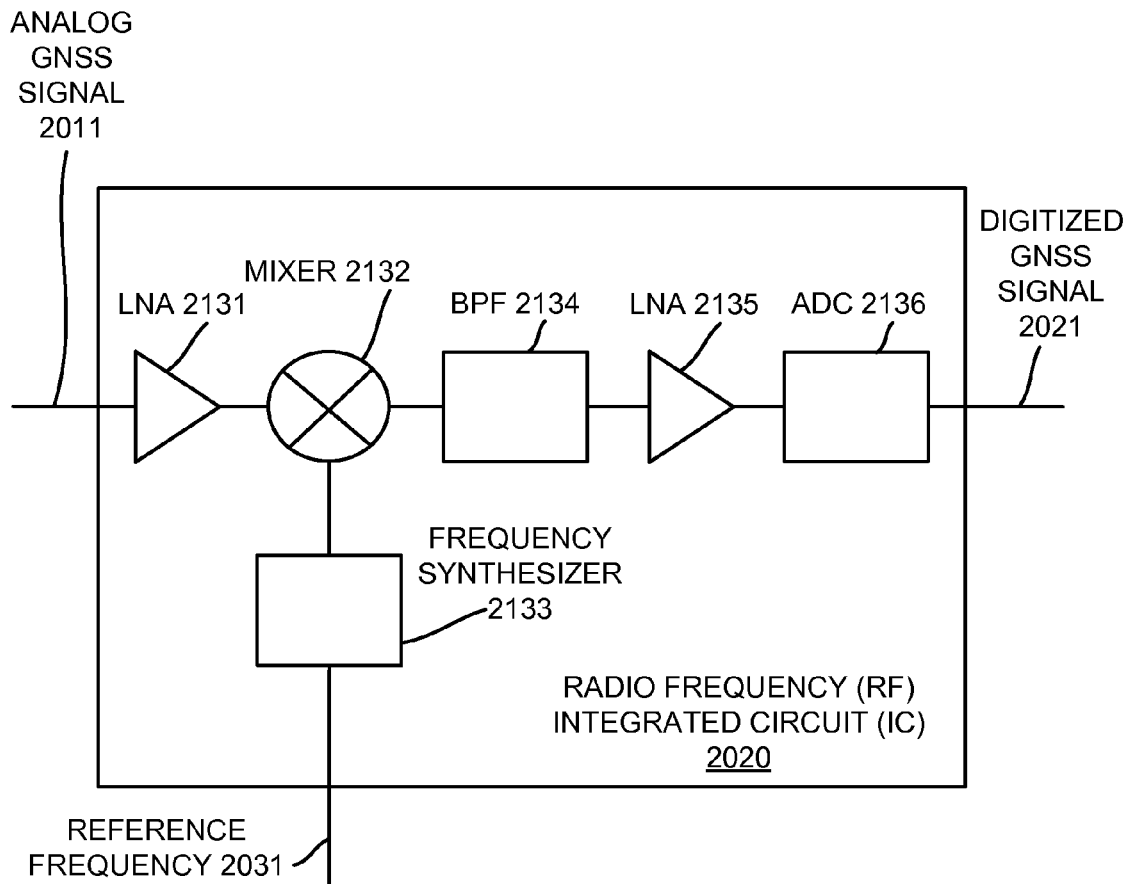 ANALOG
GNSS
SIGNAL
2011
MIXER 2132
LNA 2131
BPF 2134
LNA 2135
ADC 2136
DIGITIZED
GNSS
SIGNAL
2021
FREQUENCY
SYNTHESIZER
2133
RADIO FREQUENCY (RF)
INTEGRATED CIRCUIT (IC)
2020
REFERENCE
FREQUENCY 2031